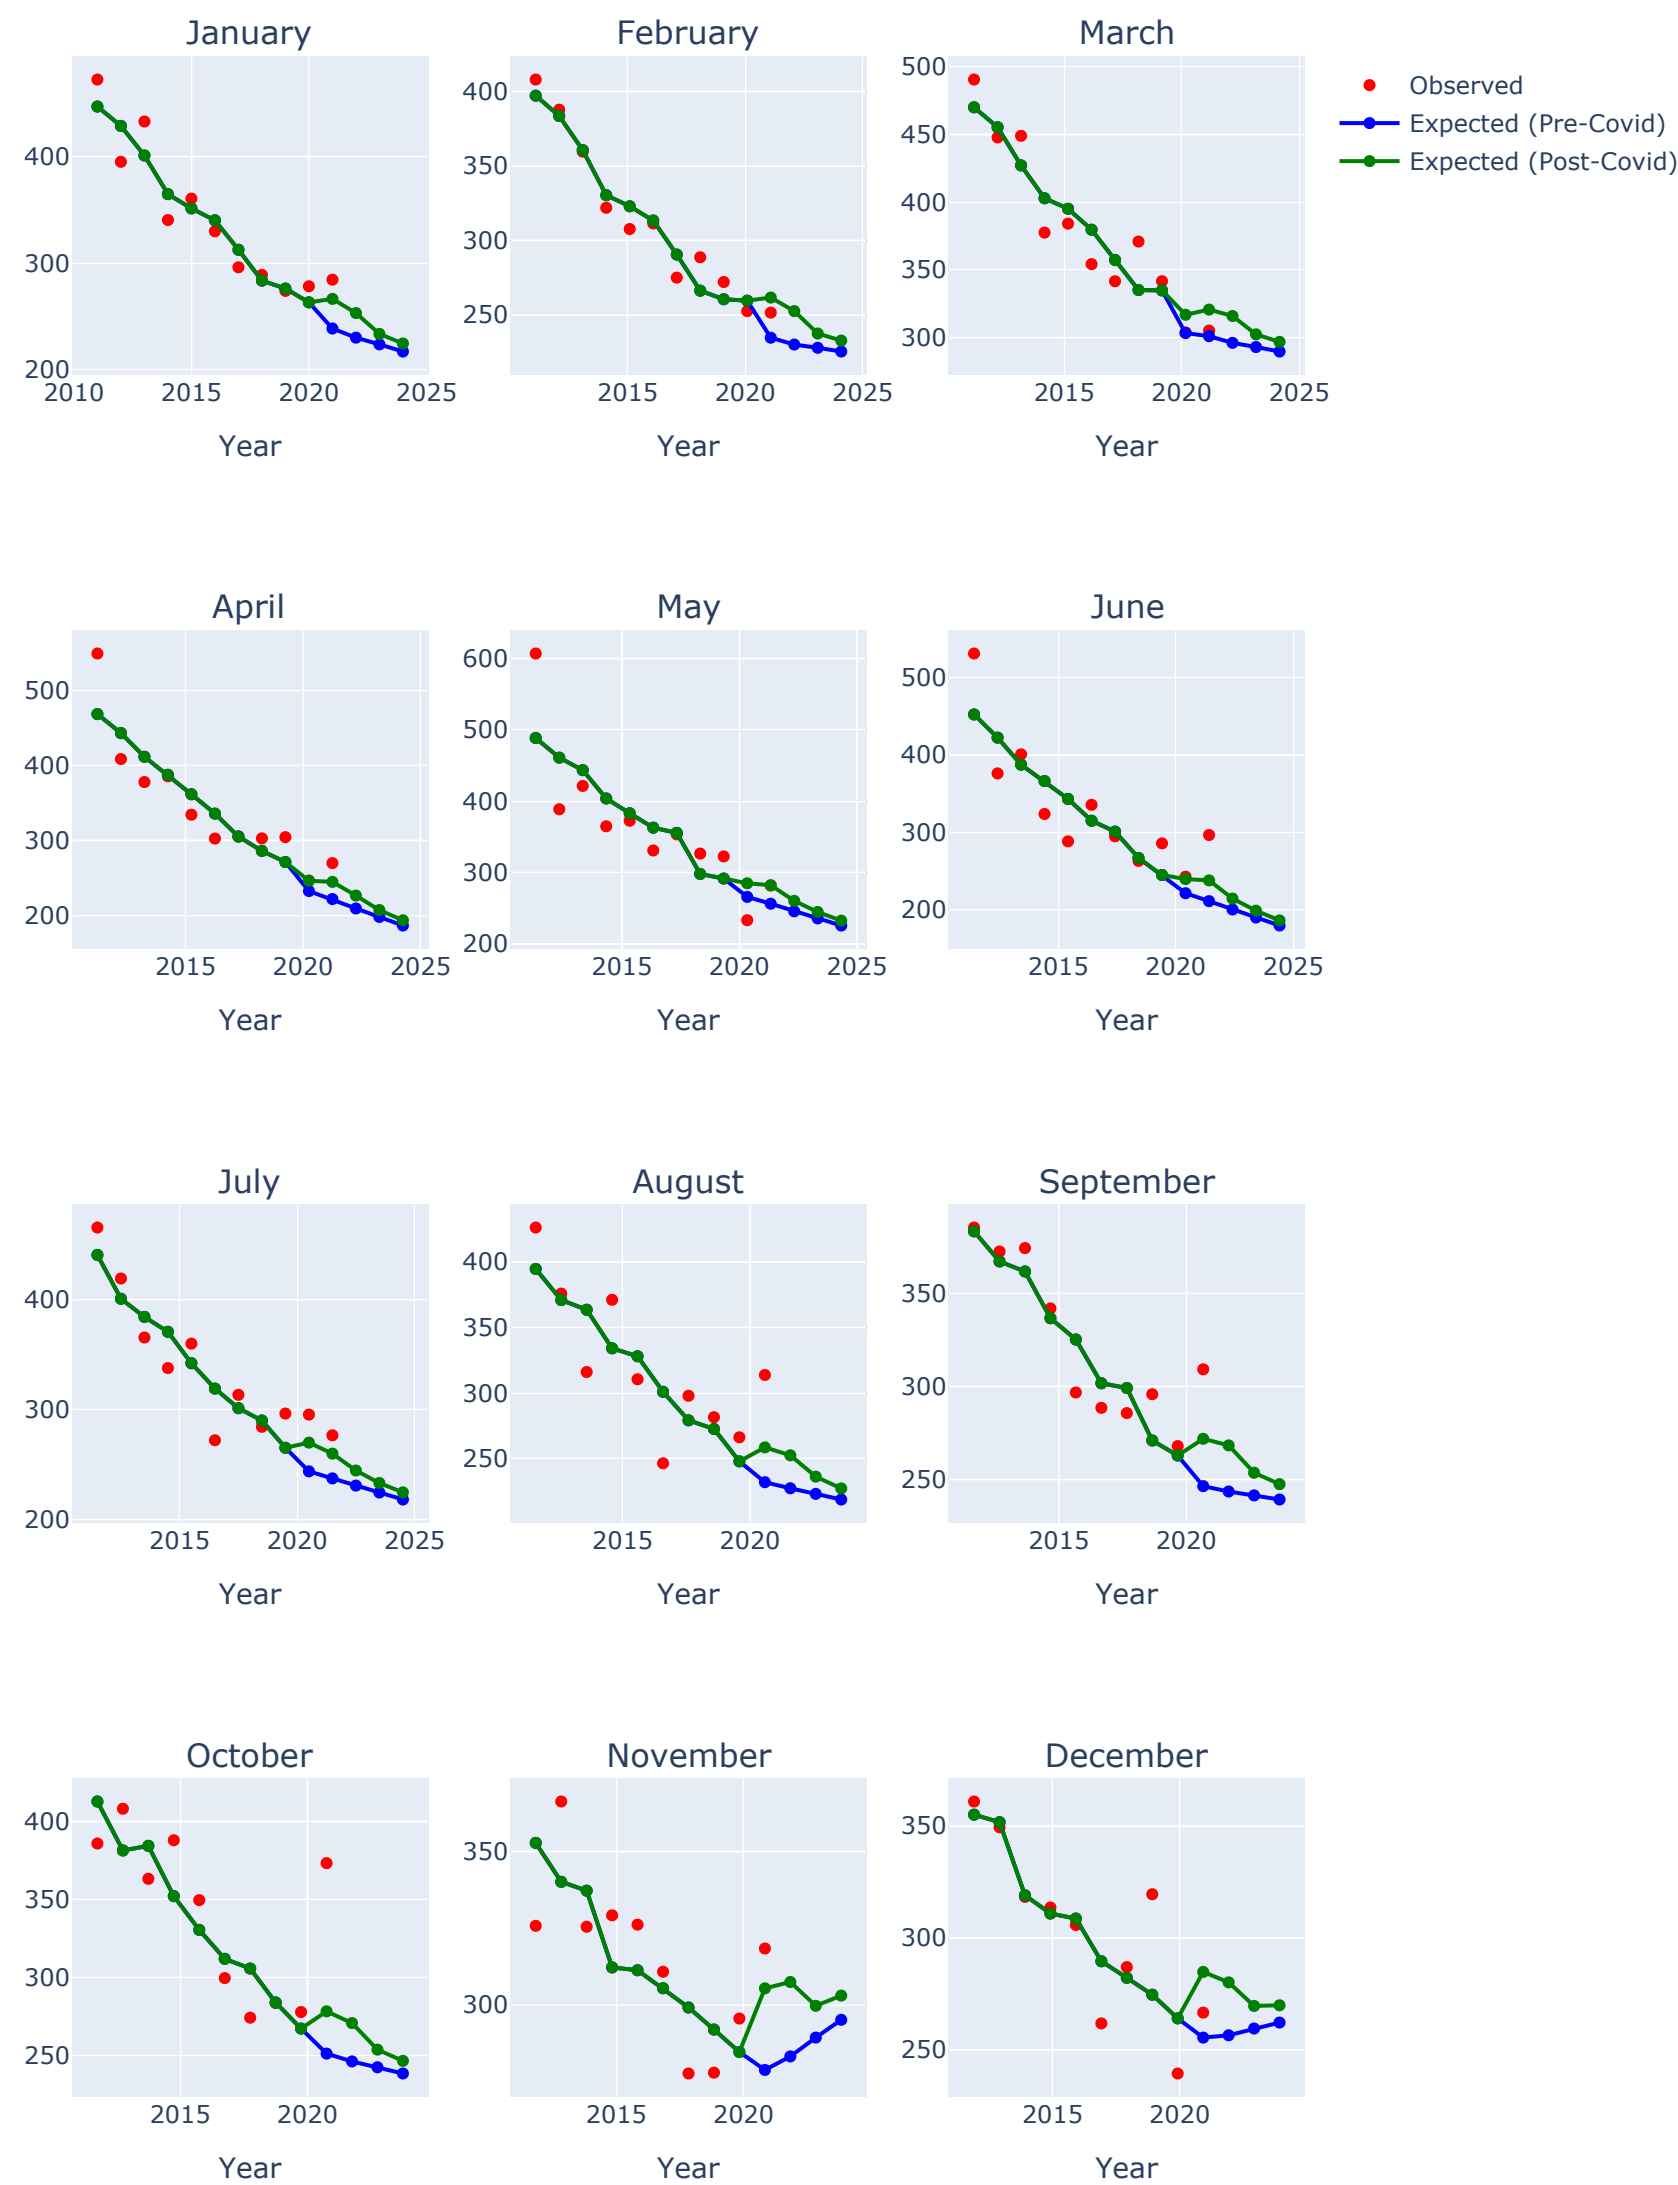 January
February
March
Observed
Expected (Pre-Covid)
Expected (Post-Covid)
400
300
200
2010
2015
2020
2025
Year
400
350
300
250
2015
2020
2025
Year
500
450
400
350
300
2015
2020
2025
Year
April
May
June
500
400
300
200
2015
2020
2025
Year
600
500
400
300
200
2015
2020
2025
Year
500
400
300
200
2015
2020
2025
Year
July
August
September
400
300
200
2015
2020
2025
Year
400
350
300
250
2015
2020
Year
350
300
250
2015
2020
Year
October
November
December
400
350
300
250
2015
2020
Year
350
300
2015
2020
Year
350
300
250
2015
2020
Year